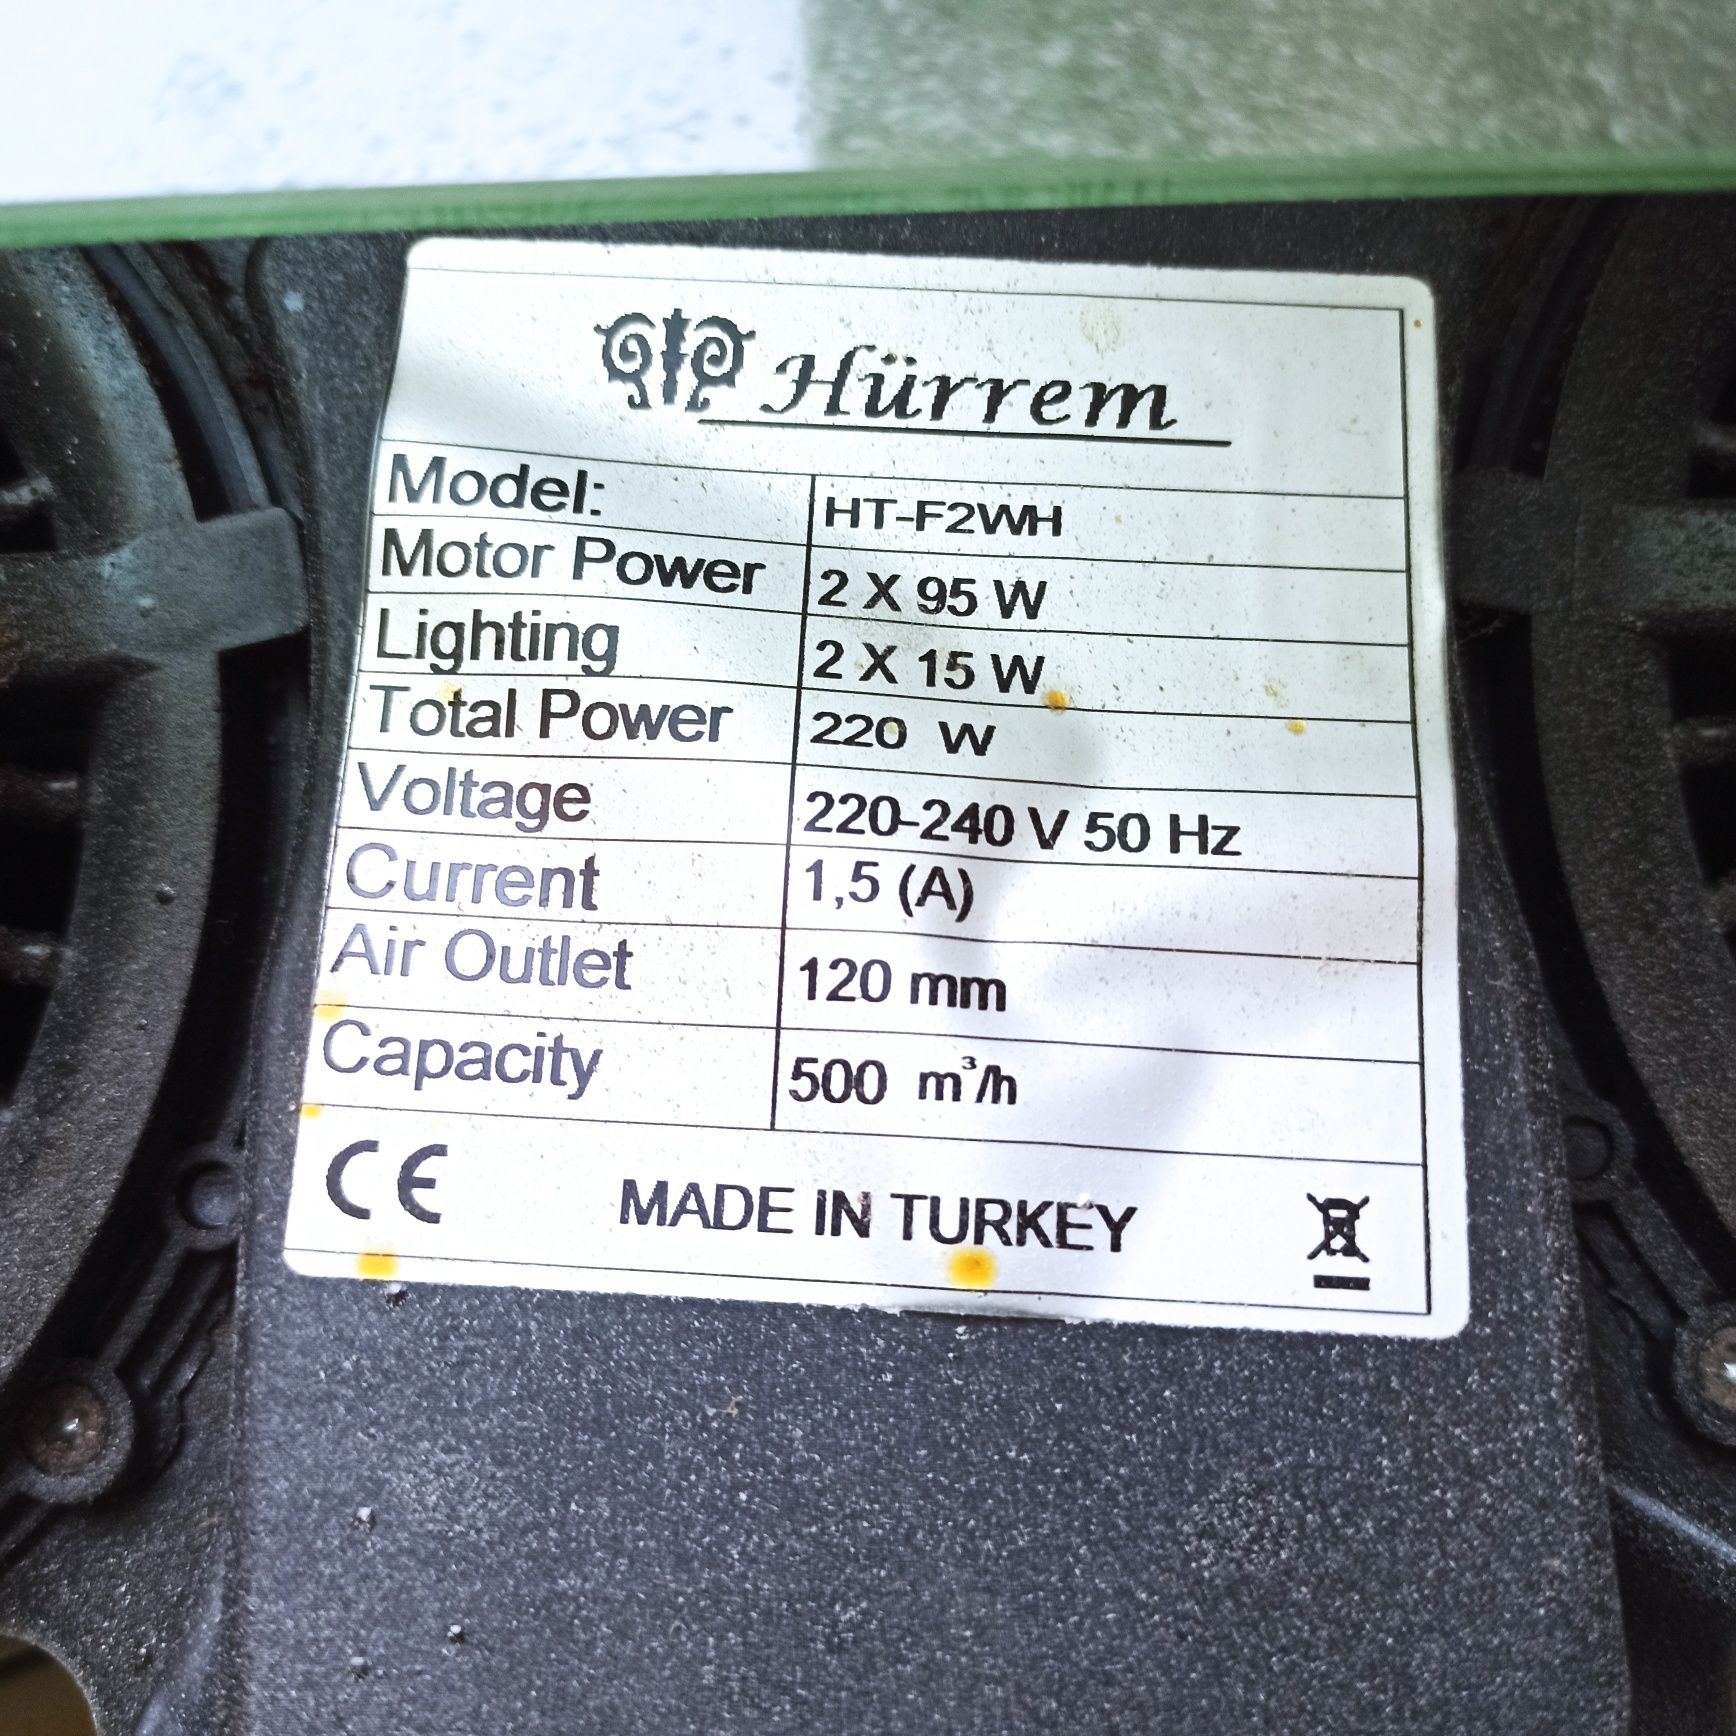 Hürrem
Model: HT-F2WH
Motor Power 2 X 95 W
Lighting 2 X 15 W
Total Power 220 W
Voltage 220-240 V 50 Hz
Current 1,5 (A)
Air Outlet 120 mm
Capacity 500 m³/h
CE MADE IN TURKEY